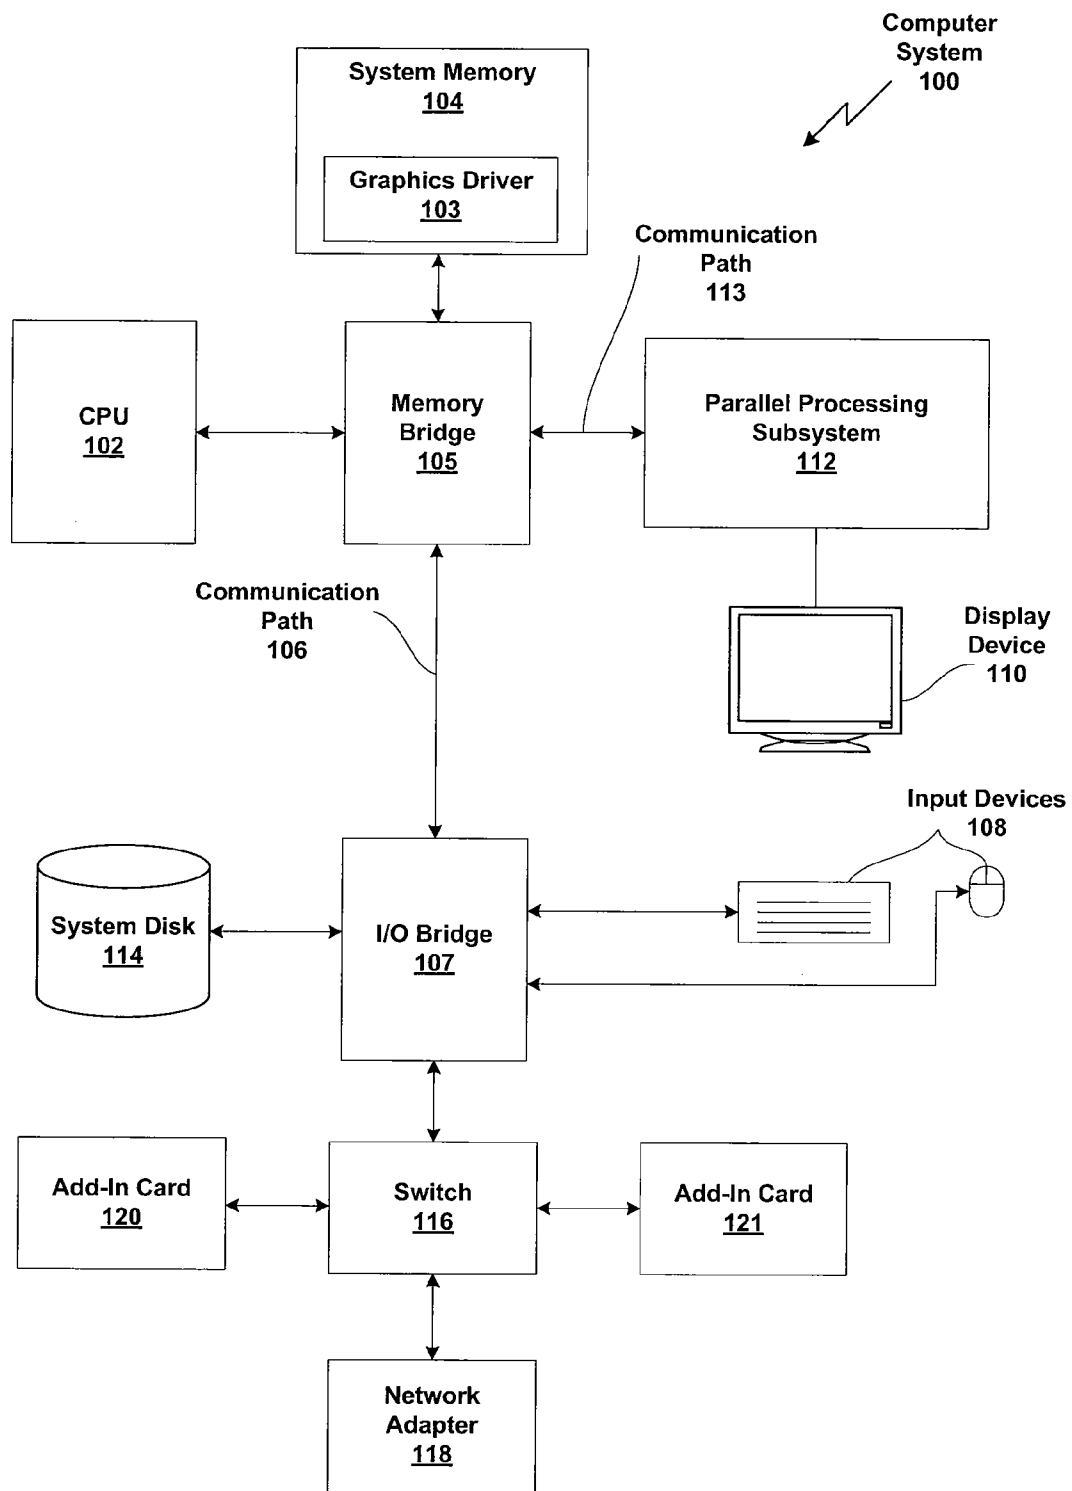 Computer
System
100
System Memory
104
Graphics Driver
103
Communication
Path
113
CPU
102
Memory
Bridge
105
Parallel Processing
Subsystem
112
Communication
Path
106
Display
Device
110
Input Devices
108
System Disk
114
I/O Bridge
107
Add-In Card
120
Switch
116
Add-In Card
121
Network
Adapter
118